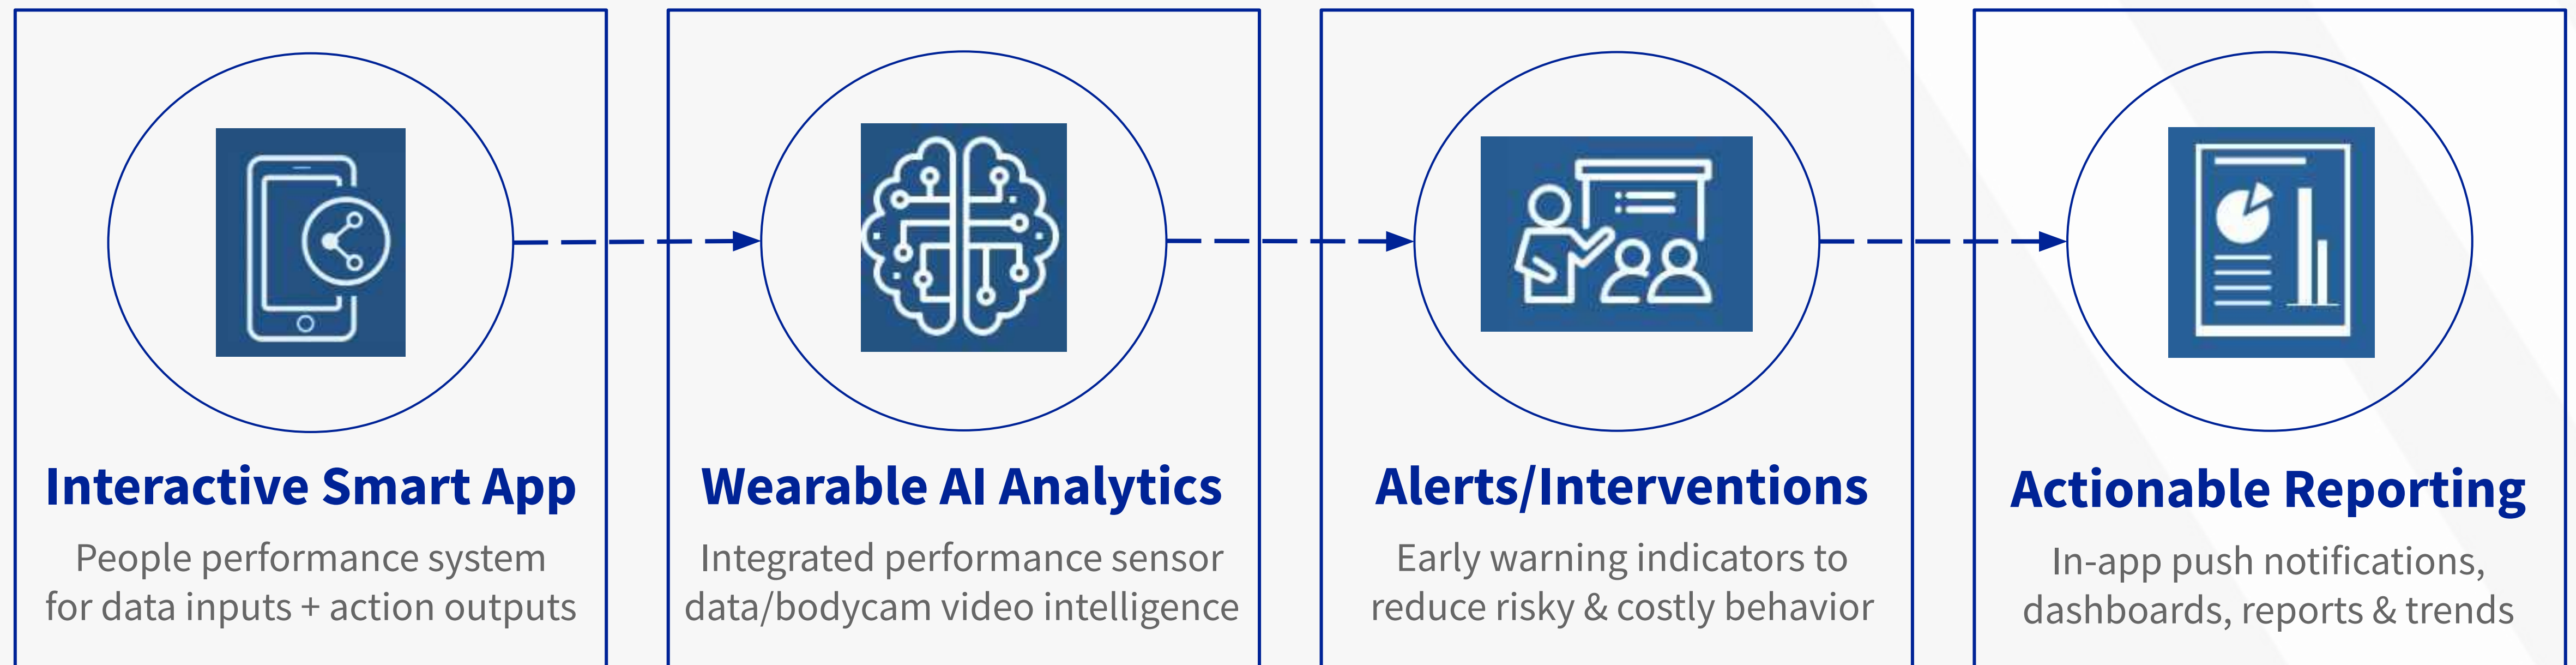 Interactive Smart App
People performance system
for data inputs + action outputs
Wearable AI Analytics
Integrated performance sensor
data/bodycam video intelligence
Alerts/Interventions
Early warning indicators to
reduce risky & costly behavior
Actionable Reporting
In-app push notifications,
dashboards, reports & trends